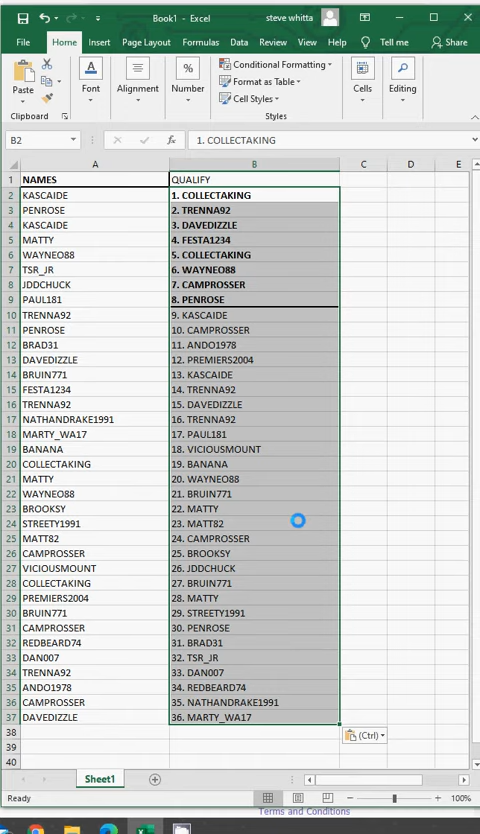 Book1 - Excel
steve whitta
File Home Insert Page Layout Formulas Data Review View Help Tell me Share
Paste
Font
Alignment
Number
Conditional Formatting
Format as Table
Cell Styles
Cells
Editing
Clipboard
Styles
B2
fx
1. COLLECTAKING
A B C D E
1 NAMES QUALIFY
2 KASCAIDE 1. COLLECTAKING
3 PENROSE 2. TRENNA92
4 KASCAIDE 3. DAVEDIZZLE
5 MATTY 4. FESTA1234
6 WAYNEO88 5. COLLECTAKING
7 TSR_JR 6. WAYNEO88
8 JDDCHUCK 7. CAMPROSSER
9 PAUL181 8. PENROSE
10 TRENNA92 9. KASCAIDE
11 PENROSE 10. CAMPROSSER
12 BRAD31 11. ANDO1978
13 DAVEDIZZLE 12. PREMIERS2004
14 BRUIN771 13. KASCAIDE
15 FESTA1234 14. TRENNA92
16 TRENNA92 15. DAVEDIZZLE
17 NATHANDRAKE1991 16. TRENNA92
18 MARTY_WA17 17. PAUL181
19 BANANA 18. VICIOUSMOUNT
20 COLLECTAKING 19. BANANA
21 MATTY 20. WAYNEO88
22 WAYNEO88 21. BRUIN771
23 BROOKSY 22. MATTY
24 STREETY1991 23. MATT82
25 MATT82 24. CAMPROSSER
26 CAMPROSSER 25. BROOKSY
27 VICIOUSMOUNT 26. JDDCHUCK
28 COLLECTAKING 27. BRUIN771
29 PREMIERS2004 28. MATTY
30 BRUIN771 29. STREETY1991
31 CAMPROSSER 30. PENROSE
32 REDBEARD74 31. BRAD31
33 DAN007 32. TSR_JR
34 TRENNA92 33. DAN007
35 ANDO1978 34. REDBEARD74
36 CAMPROSSER 35. NATHANDRAKE1991
37 DAVEDIZZLE 36. MARTY_WA17
38 (Ctrl)
39
40
Sheet1
Ready
100%
Terms and Conditions